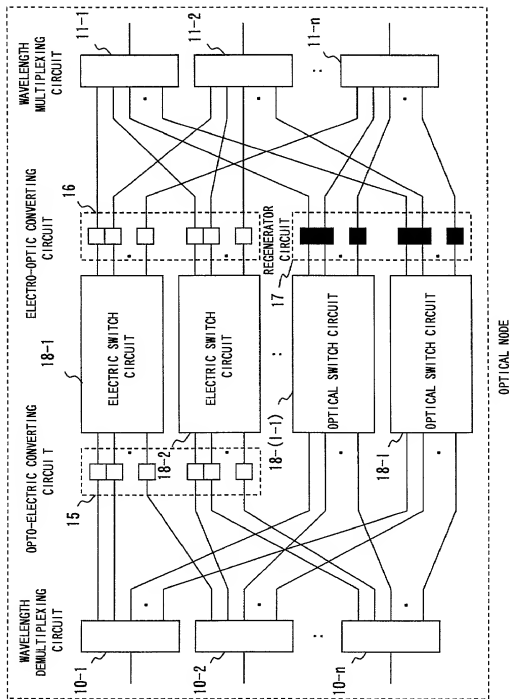 WAVELENGTH
DEMULTIPLEXING
CIRCUIT
OPTO-ELECTRIC CONVERTING
CIRCUIT
ELECTRO-OPTIC CONVERTING
CIRCUIT
WAVELENGTH
MULTIPLEXING
CIRCUIT
10-1
15
18-1
16
11-1
ELECTRIC SWITCH
CIRCUIT
10-2
18-2
11-2
ELECTRIC SWITCH
CIRCUIT
REGENERATOR
CIRCUIT
17
10-n
18-(l-1)
11-n
OPTICAL SWITCH CIRCUIT
18-l
OPTICAL SWITCH CIRCUIT
OPTICAL NODE